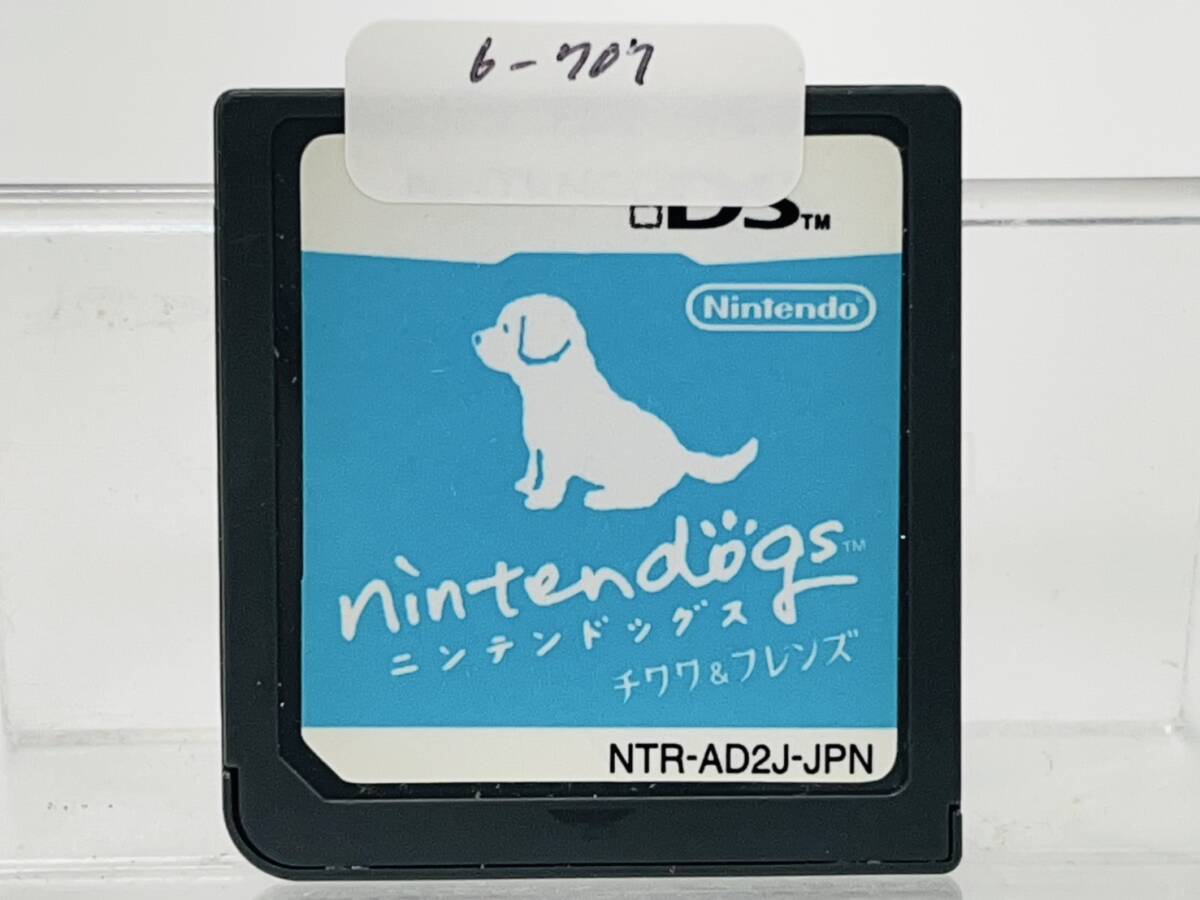 6-707
DS™
Nintendo®
nintendogs™
ニンテンドッグス
チワワ&フレンズ
NTR-AD2J-JPN